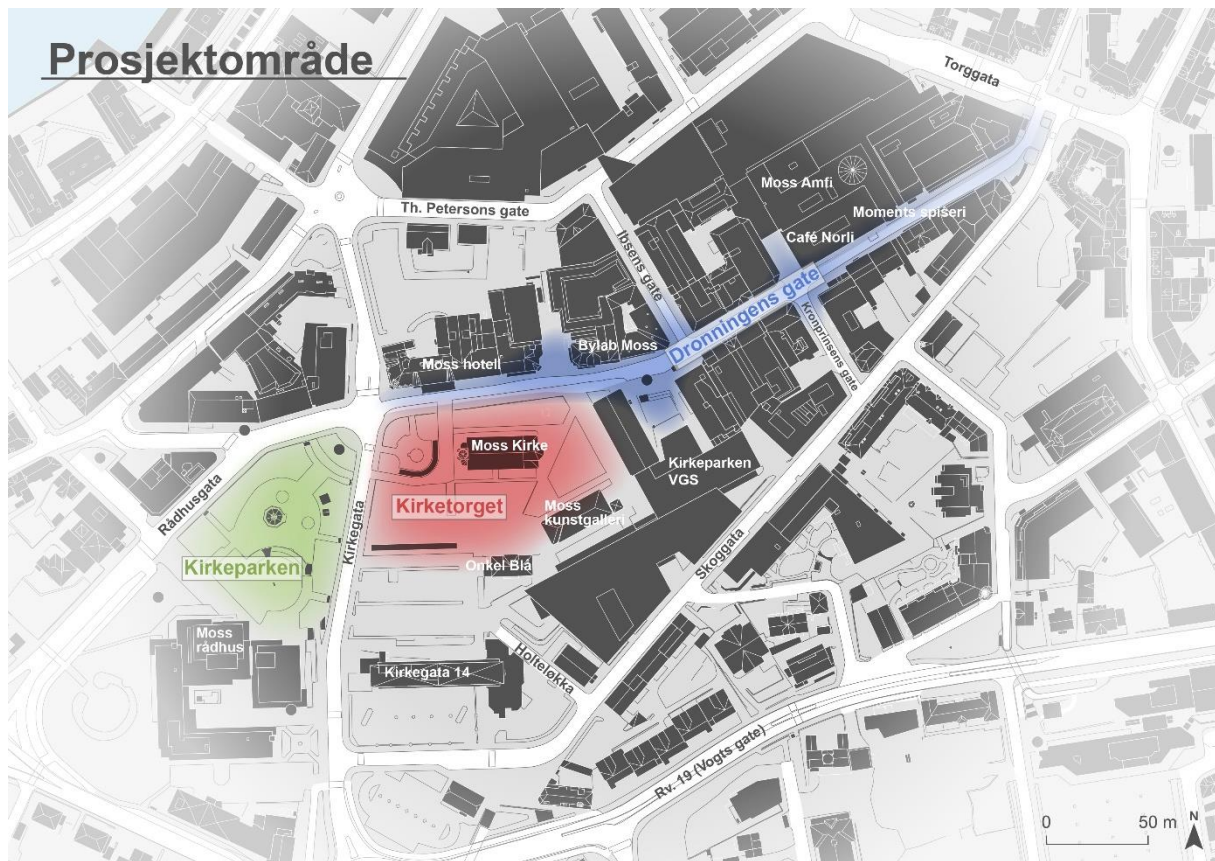 Prosjektområde
Torggata
Moss Amfi
Th. Petersons gate
Moments spiseri
Café Norli
Ibsens gate
Dronningens gate
Kronprinsens gate
Bylab Moss
Moss hotell
Moss Kirke
Kirkeparken
VGS
Kirketorget
Moss
kunstgalleri
Rådhusgata
Kirkegata
Kirkeparken
Onkel Blå
Skoggata
Moss
rådhus
Holteløkka
Kirkegata 14
Rv. 19 (Vogts gate)
0 50 m
N